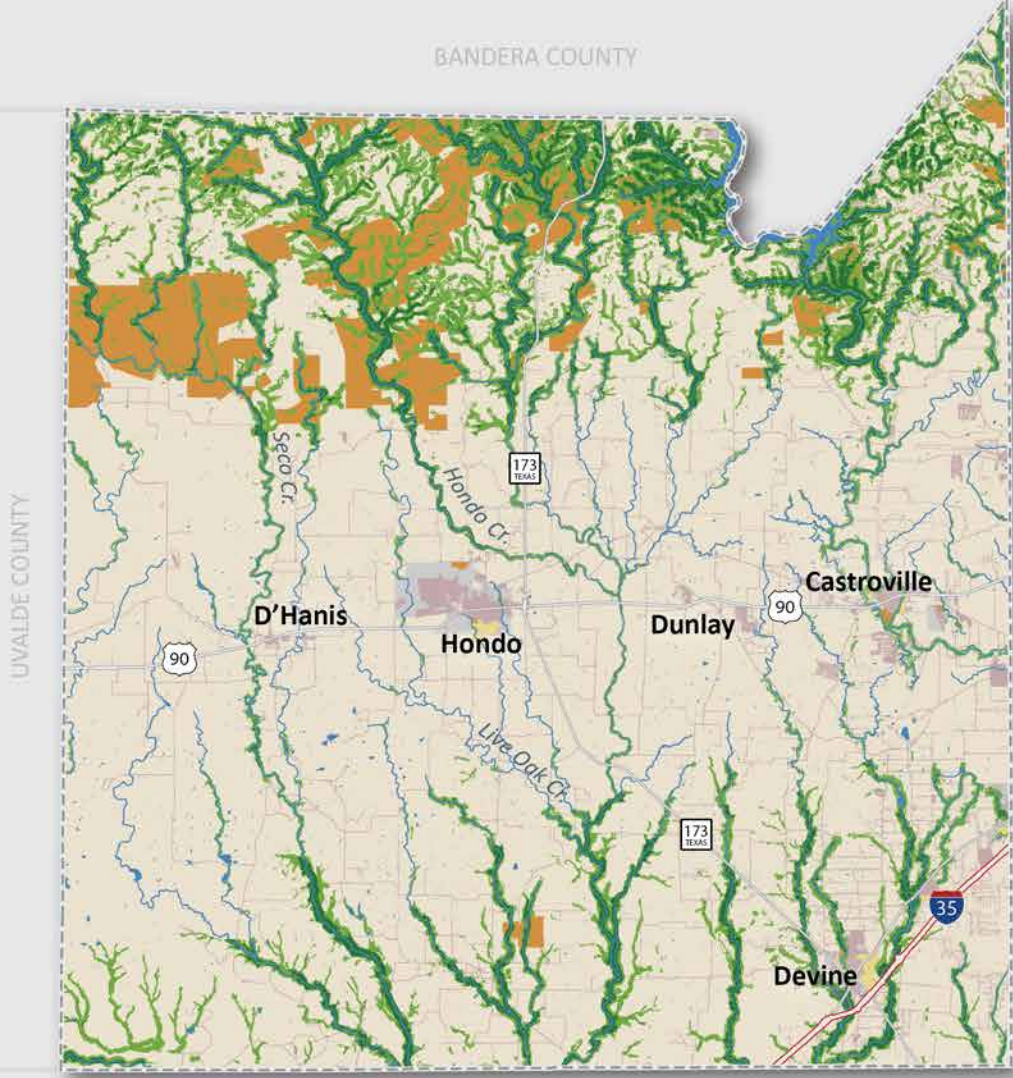 BANDERA COUNTY
UVALDE COUNTY
Seco Cr.
Hondo Cr.
173
TEXAS
D'Hanis
Hondo
Dunlay
Castroville
90
90
Live Oak Cr.
173
TEXAS
35
Devine